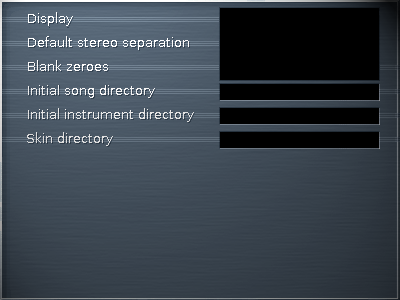 Display
Default stereo separation
Blank zeroes
Initial song directory
Initial instrument directory
Skin directory